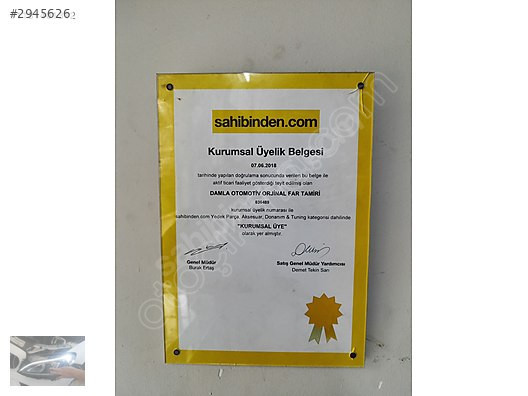 #2945626
sahibinden.com
Kurumsal Üyelik Belgesi
07.06.2018
tarihinde yapılan doğrulama sonucunda verilen bu belge ile
aktif ticari faaliyet gösterdiği teyit edilmiş olan
DAMLA OTOMOTİV ORJİNAL FAR TAMİRİ
kurumsal üyelik numarası ile
sahibinden.com Yedek Parça, Aksesuar, Donanım & Tuning kategorisi dahilinde
"KURUMSAL ÜYE"
olarak yer almıştır.
Genel Müdür
Burak Ertaş
Satış Genel Müdür Yardımcısı
Demet Tekin Sarı